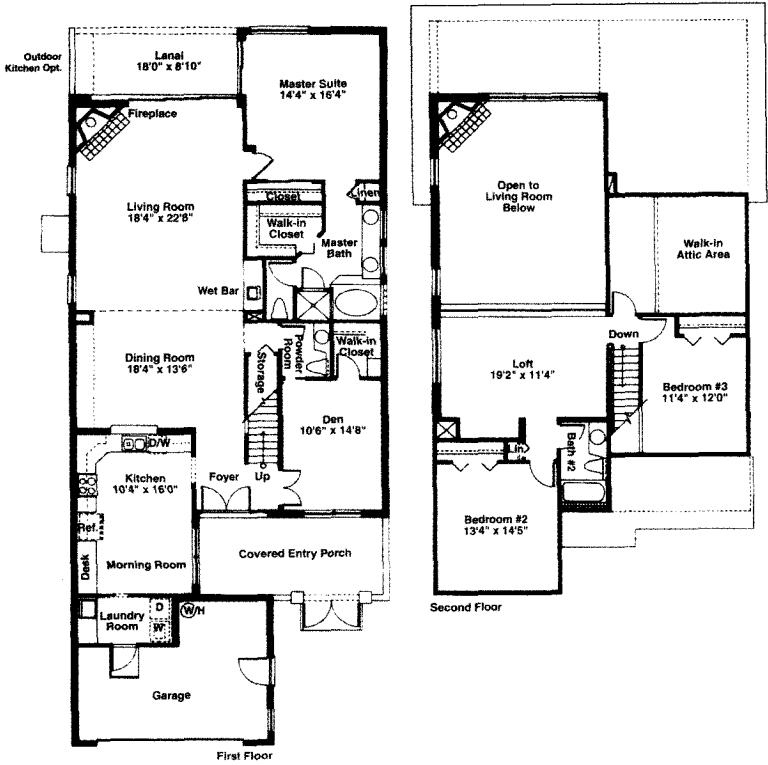 Outdoor
Kitchen Opt.
Lanai
18'0" x 8'10"
Master Suite
14'4" x 16'4"
Fireplace
Living Room
18'4" x 22'8"
Closet
Linen
Walk-in
Closet
Master
Bath
Wet Bar
Dining Room
18'4" x 13'6"
Storage
Powder
Room
Walk-in
Closet
Den
10'6" x 14'8"
D/W
Kitchen
10'4" x 16'0"
Foyer
Up
Ref.
Desk
Morning Room
Covered Entry Porch
Laundry
Room
D
W
W/H
Garage
First Floor
Open to
Living Room
Below
Walk-in
Attic Area
Down
Loft
19'2" x 11'4"
Bedroom #3
11'4" x 12'0"
Lin.
Bath #2
Bedroom #2
13'4" x 14'5"
Second Floor